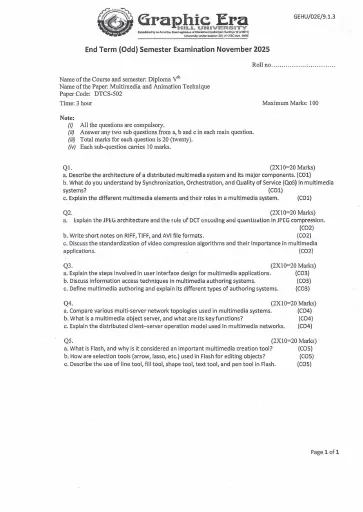 GEHU/02E/9.1.3
Graphic Era
HILL UNIVERSITY
End Term (Odd) Semester Examination November 2025
Roll no..............................
Name of the Course and semester: Diploma Vth
Name of the Paper: Multimedia and Animation Technique
Paper Code: DTCS-502
Time: 3 hour Maximum Marks: 100
Note:
(i) All the questions are compulsory.
(ii) Answer any two sub questions from a, b and c in each main question.
(iii) Total marks for each question is 20 (twenty).
(iv) Each sub-question carries 10 marks.
Q1. (2X10=20 Marks)
a. Describe the architecture of a distributed multimedia system and its major components. (CO1)
b. What do you understand by Synchronization, Orchestration, and Quality of Service (QoS) in multimedia
systems? (CO1)
c. Explain the different multimedia elements and their roles in a multimedia system. (CO1)
Q2. (2X10=20 Marks)
a. Explain the JPEG architecture and the role of DCT encoding and quantization in JPEG compression.
(CO2)
b. Write short notes on RIFF, TIFF, and AVI file formats. (CO2)
c. Discuss the standardization of video compression algorithms and their importance in multimedia
applications. (CO2)
Q3. (2X10=20 Marks)
a. Explain the steps involved in user interface design for multimedia applications. (CO3)
b. Discuss information access techniques in multimedia authoring systems. (CO3)
c. Define multimedia authoring and explain its different types of authoring systems. (CO3)
Q4. (2X10=20 Marks)
a. Compare various multi-server network topologies used in multimedia systems. (CO4)
b. What is a multimedia object server, and what are its key functions? (CO4)
c. Explain the distributed client–server operation model used in multimedia networks. (CO4)
Q5. (2X10=20 Marks)
a. What is Flash, and why is it considered an important multimedia creation tool? (CO5)
b. How are selection tools (arrow, lasso, etc.) used in Flash for editing objects? (CO5)
c. Describe the use of line tool, fill tool, shape tool, text tool, and pen tool in Flash. (CO5)
Page 1 of 1